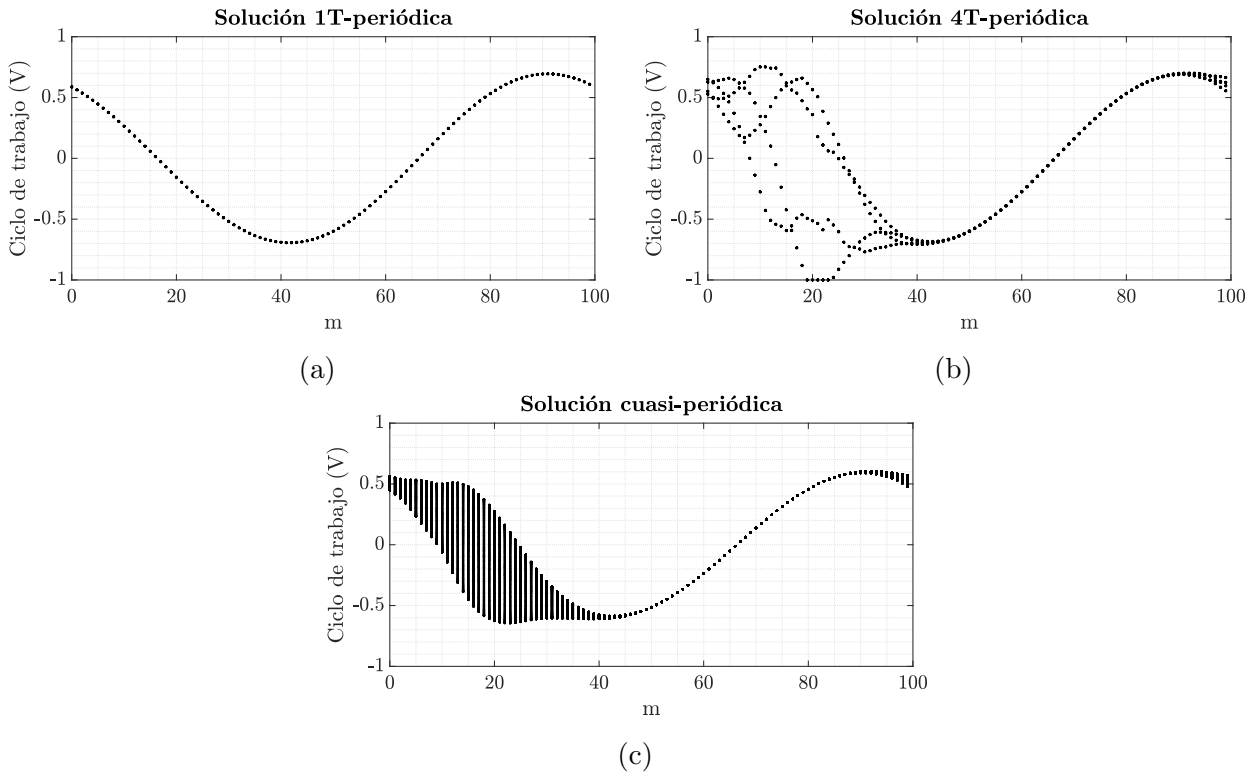 Solución 1T-periódica
Ciclo de trabajo (V)
1
0.5
0
-0.5
-1
0 20 40 60 80 100
m
(a)
Solución 4T-periódica
Ciclo de trabajo (V)
1
0.5
0
-0.5
-1
0 20 40 60 80 100
m
(b)
Solución cuasi-periódica
Ciclo de trabajo (V)
1
0.5
0
-0.5
-1
0 20 40 60 80 100
m
(c)